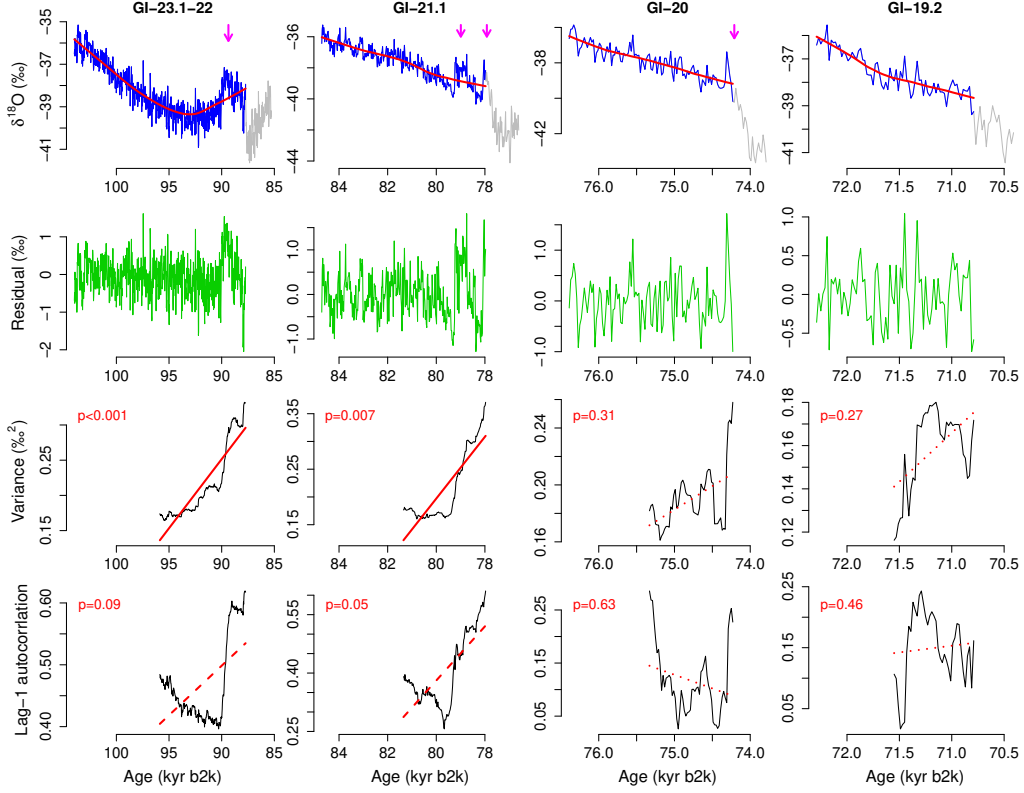 GI−23.1−22 GI−21.1 GI−20 GI−19.2
δ18O (‰)
−35 −37 −39 −41
−36 −40 −44
−38 −42
−37 −39 −41
100 95 90 85
84 82 80 78
76.0 75.0 74.0
72.0 71.5 71.0 70.5
Residual (‰)
1 0 −1 −2
1.0 0.0 −1.0
1.0 0.0 −1.0
1.0 0.5 0.0 −0.5
100 95 90 85
84 82 80 78
76.0 75.0 74.0
72.0 71.5 71.0 70.5
Variance (‰2)
p<0.001 p=0.007 p=0.31 p=0.27
0.25 0.15
0.35 0.25 0.15
0.24 0.20 0.16
0.18 0.16 0.14 0.12
100 95 90 85
84 82 80 78
76.0 75.0 74.0
72.0 71.5 71.0 70.5
Lag−1 autocorrlation
p=0.09 p=0.05 p=0.63 p=0.46
0.60 0.50 0.40
0.55 0.40 0.25
0.25 0.15 0.05
0.25 0.15 0.05
100 95 90 85
84 82 80 78
76.0 75.0 74.0
72.0 71.5 71.0 70.5
Age (kyr b2k) Age (kyr b2k) Age (kyr b2k) Age (kyr b2k)